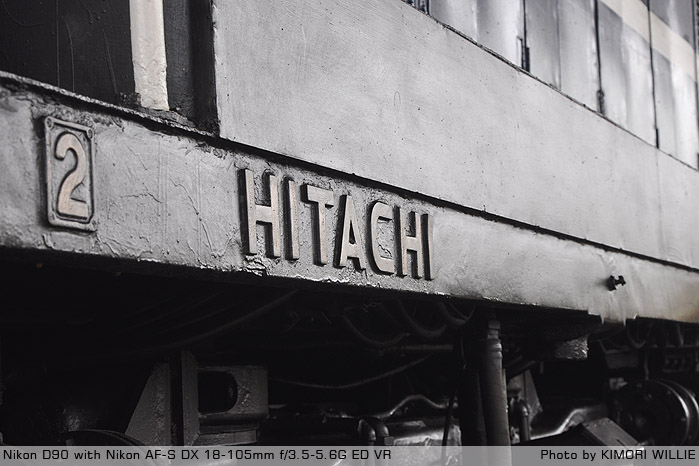 2
HITACHI
Nikon D90 with Nikon AF-S DX 18-105mm f/3.5-5.6G ED VR
Photo by KIMORI WILLIE